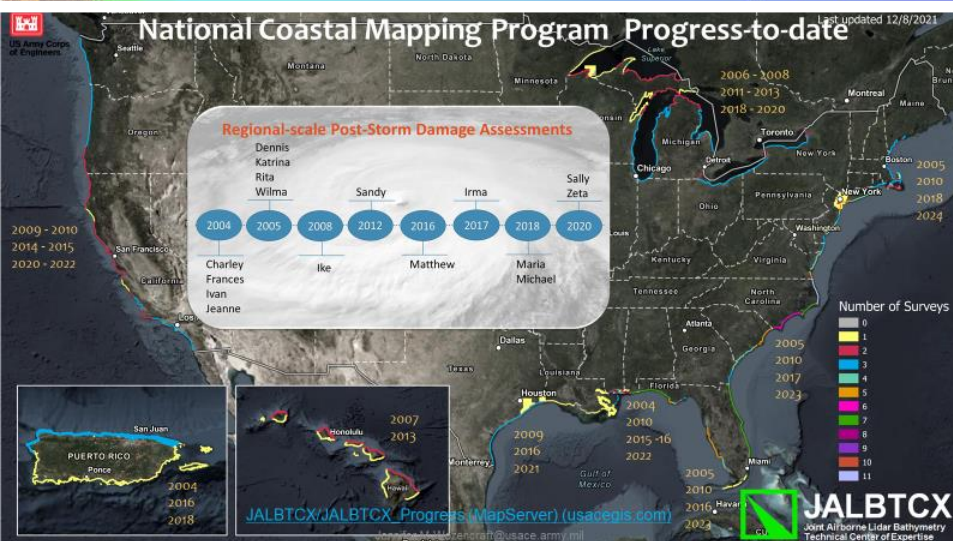 National Coastal Mapping Program Progress-to-date
Last updated 12/8/2021
US Army Corps
of Engineers
Seattle
Montana
North Dakota
Minnesota
Lake
Superior
2006 - 2008
2011 - 2013
2018 - 2020
Montreal
Maine
Oregon
Michigan
Toronto
New York
Chicago
Detroit
Boston
2005
2010
2018
2024
Pennsylvania
New York
Ohio
Washington
Regional-scale Post-Storm Damage Assessments
Dennis
Katrina
Rita
Wilma
Sandy
Irma
Sally
Zeta
2004
2005
2008
2012
2016
2017
2018
2020
Charley
Frances
Ivan
Jeanne
Ike
Matthew
Maria
Michael
2009 - 2010
2014 - 2015
2020 - 2022
San Francisco
California
Los
Louis
Kentucky
Virginia
Tennessee
North
Carolina
Atlanta
Georgia
Dallas
Texas
Louisiana
Houston
Florida
2005
2010
2017
2023
Number of Surveys
0
1
2
3
4
5
6
7
8
9
10
11
2009
2016
2021
2004
2010
2015 -16
2022
Monterrey
Gulf of
Mexico
2005
2010
2016
2023
Miami
Havan
San Juan
PUERTO RICO
Ponce
2004
2016
2018
2007
2013
Honolulu
Hawaii
JALBTCX/JALBTCX_Progress (MapServer) (usacegis.com)
JALBTCX
Joint Airborne Lidar Bathymetry
Technical Center of Expertise